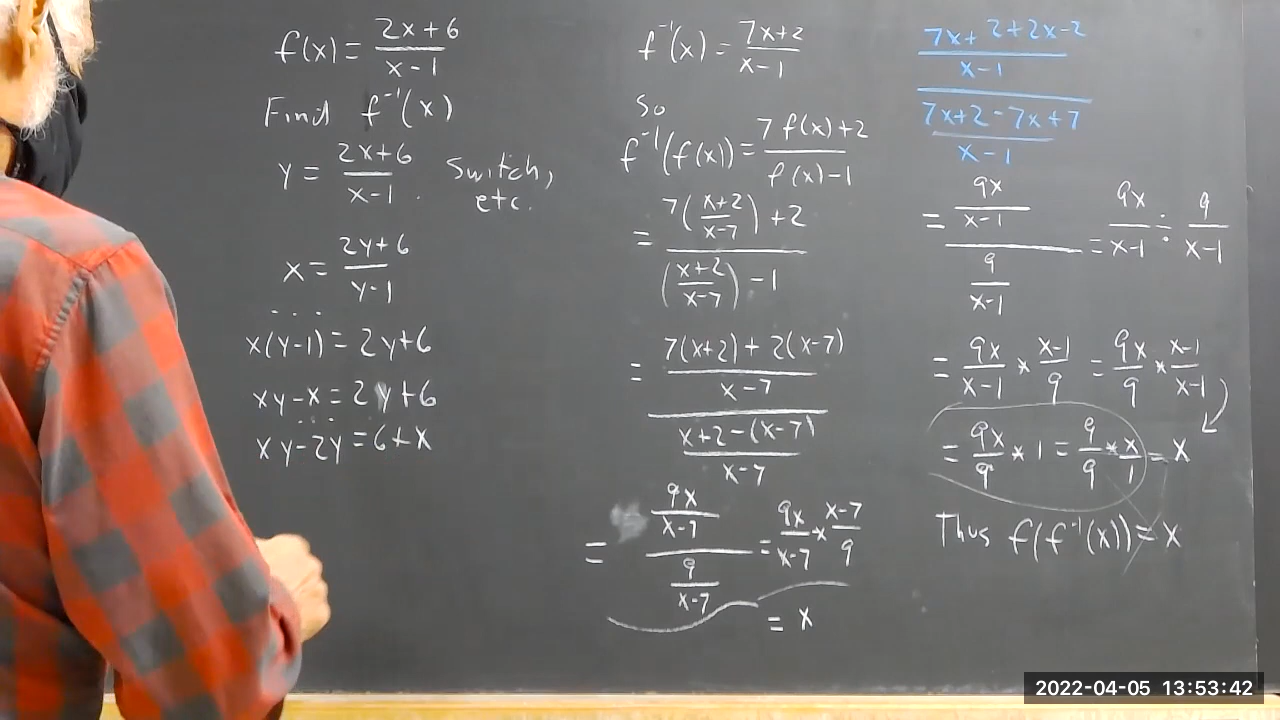 f(x) = (2x+6)/(x-1)
Find f⁻¹(x)
y = (2x+6)/(x-1) . Switch, etc.
x = (2y+6)/(y-1)
. . .
x(y-1) = 2y+6
xy-x = 2y+6
xy-2y = 6+x
f⁻¹(x) = (7x+2)/(x-1)
So
f⁻¹(f(x)) = (7f(x)+2)/(f(x)-1)
= (7((x+2)/(x-7))+2)/(((x+2)/(x-7))-1)
= ((7(x+2)+2(x-7))/(x-7))/((x+2-(x-7))/(x-7))
= (9x/(x-7))/(9/(x-7)) = 9x/(x-7) * (x-7)/9
= x
((7x+2+2x-2)/(x-1))/((7x+2-7x+7)/(x-1))
= (9x/(x-1))/(9/(x-1)) = 9x/(x-1) ÷ 9/(x-1)
= 9x/(x-1) * (x-1)/9 = 9x/9 * (x-1)/(x-1)
= 9x/9 * 1 = 9/9 * x/1 = x
Thus f(f⁻¹(x)) = x
2022-04-05 13:53:42